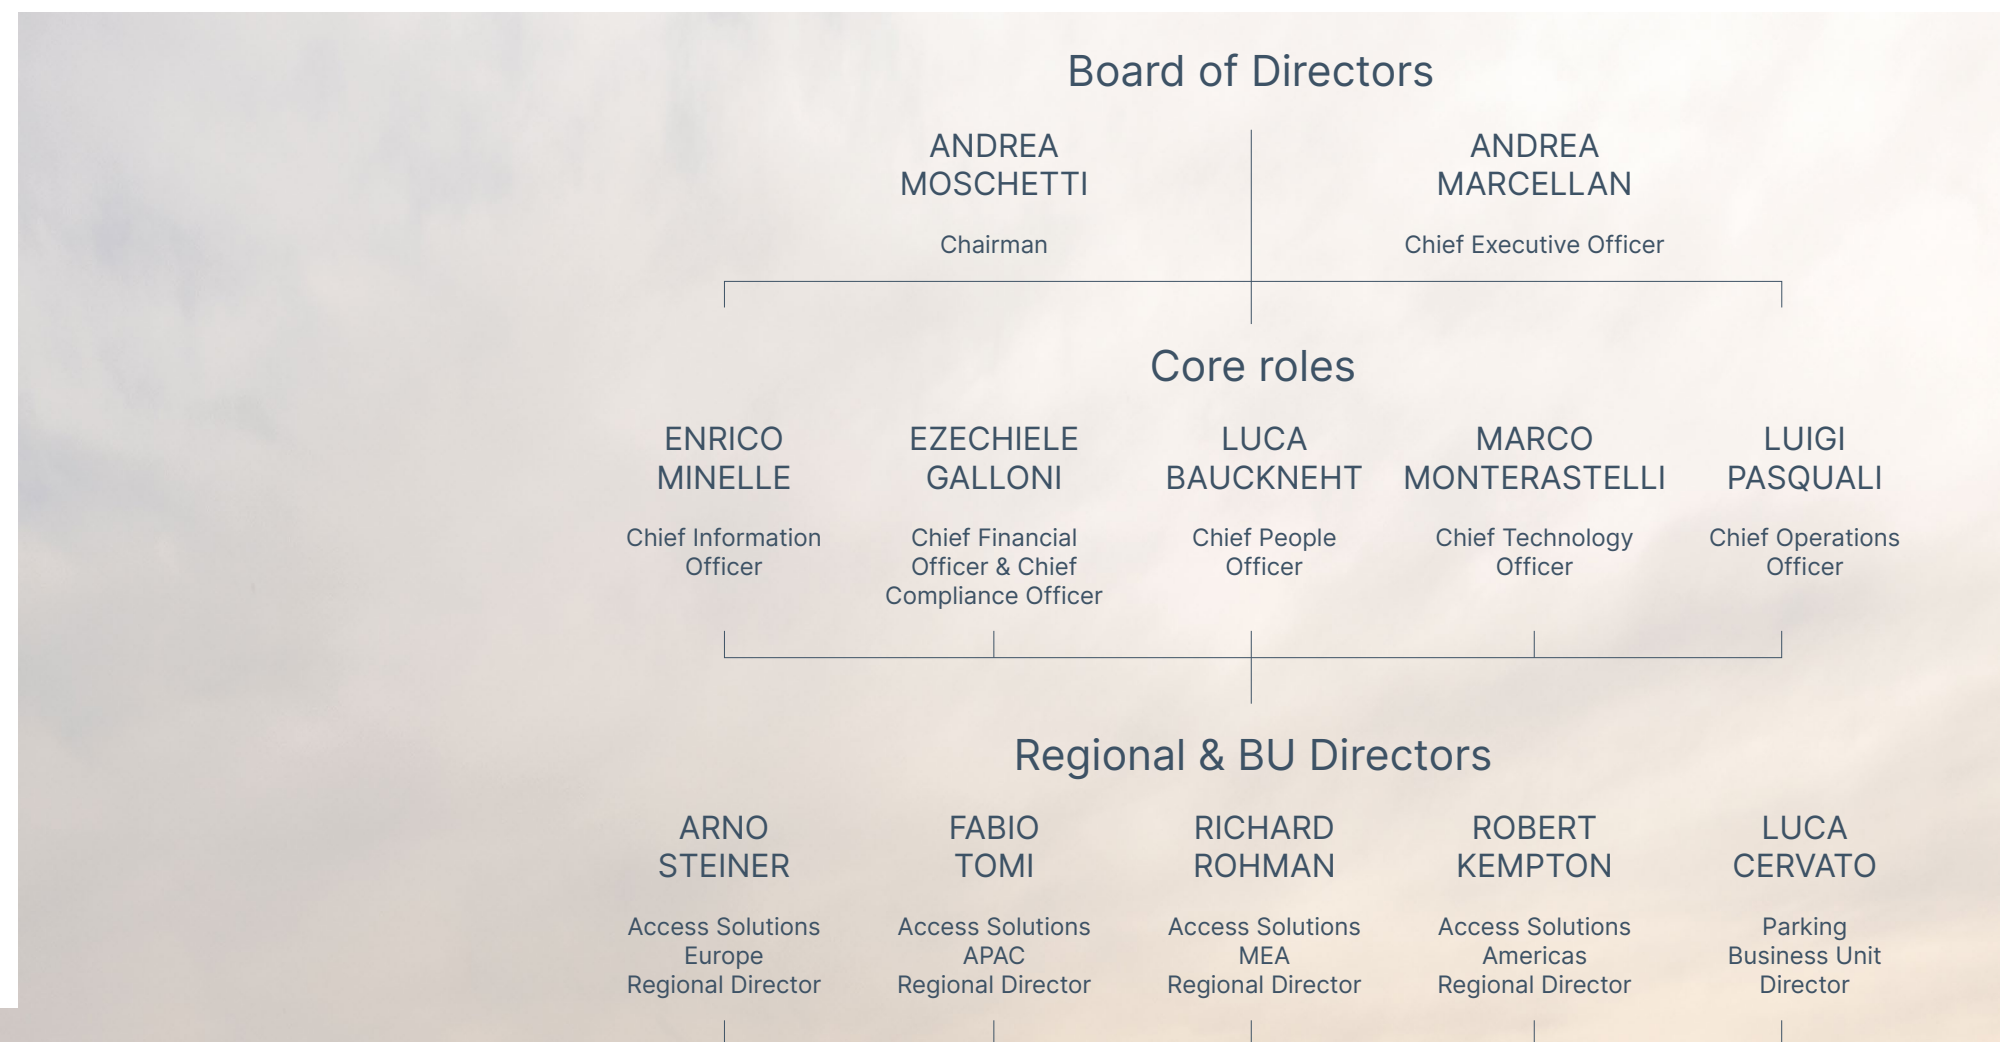 Board of Directors
ANDREA
MOSCHETTI
Chairman
ANDREA
MARCELLAN
Chief Executive Officer
Core roles
ENRICO
MINELLE
Chief Information
Officer
EZECHIELE
GALLONI
Chief Financial
Officer & Chief
Compliance Officer
LUCA
BAUCKNEHT
Chief People
Officer
MARCO
MONTERASTELLI
Chief Technology
Officer
LUIGI
PASQUALI
Chief Operations
Officer
Regional & BU Directors
ARNO
STEINER
Access Solutions
Europe
Regional Director
FABIO
TOMI
Access Solutions
APAC
Regional Director
RICHARD
ROHMAN
Access Solutions
MEA
Regional Director
ROBERT
KEMPTON
Access Solutions
Americas
Regional Director
LUCA
CERVATO
Parking
Business Unit
Director